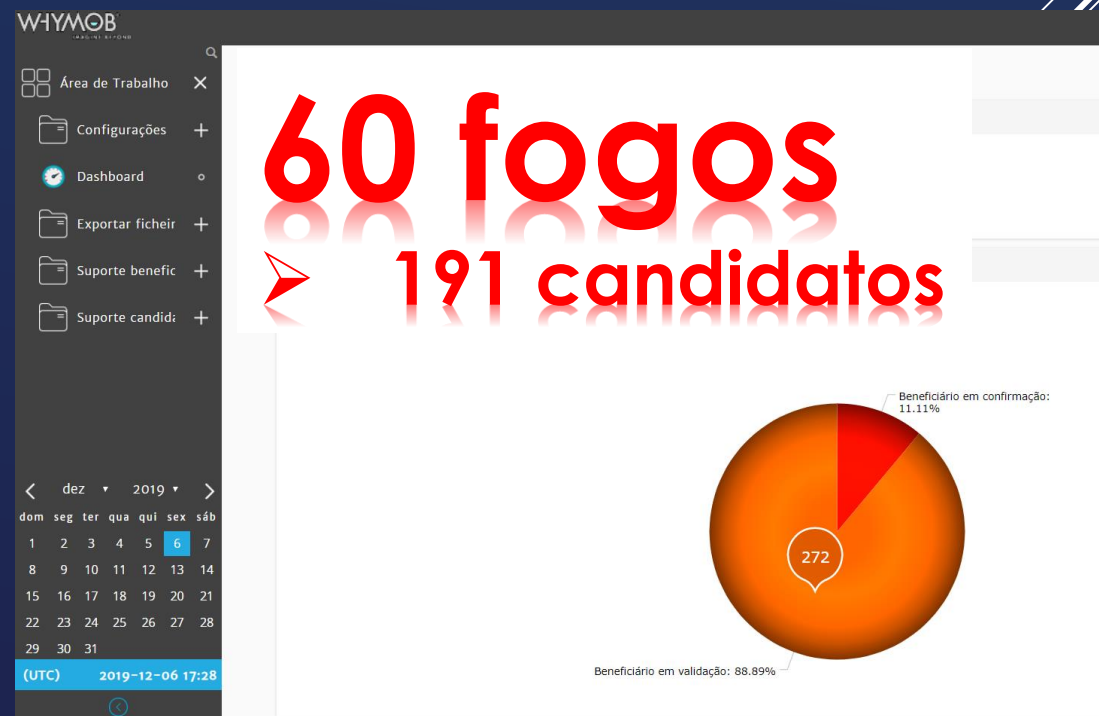 WHYMOB
IMAGINE BEYOND
Área de Trabalho
Configurações
Dashboard
Exportar ficheir
Suporte benefic
Suporte candida
60 fogos
191 candidatos
Beneficiário em confirmação:
11.11%
272
Beneficiário em validação: 88.89%
dez 2019
dom seg ter qua qui sex sáb
1 2 3 4 5 6 7
8 9 10 11 12 13 14
15 16 17 18 19 20 21
22 23 24 25 26 27 28
29 30 31
(UTC) 2019-12-06 17:28